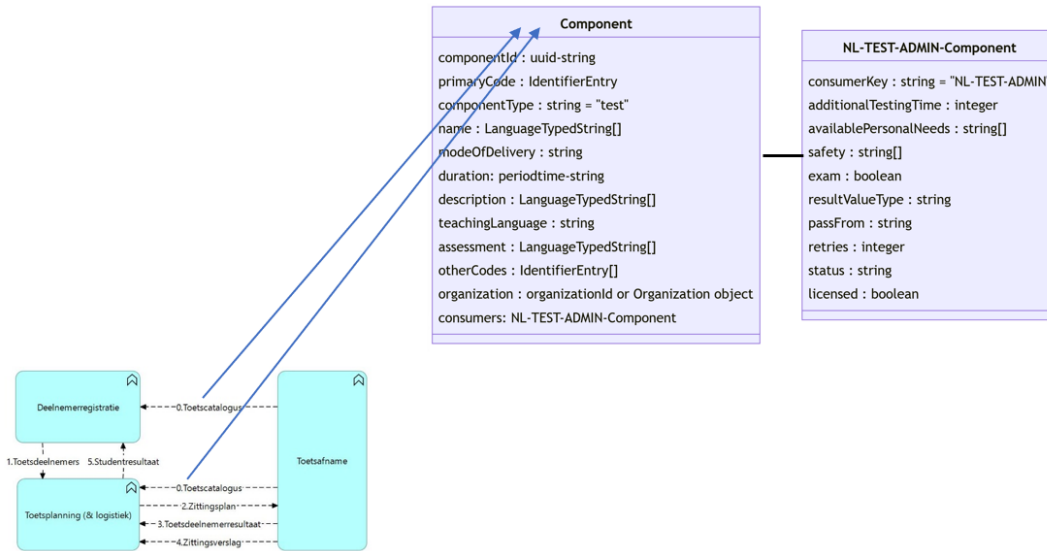 Component
componentId : uuid-string
primaryCode : IdentifierEntry
componentType : string = "test"
name : LanguageTypedString[]
modeOfDelivery : string
duration: periodtime-string
description : LanguageTypedString[]
teachingLanguage : string
assessment : LanguageTypedString[]
otherCodes : IdentifierEntry[]
organization : organizationId or Organization object
consumers: NL-TEST-ADMIN-Component
NL-TEST-ADMIN-Component
consumerKey : string = "NL-TEST-ADMIN"
additionalTestingTime : integer
availablePersonalNeeds : string[]
safety : string[]
exam : boolean
resultValueType : string
passFrom : string
retries : integer
status : string
licensed : boolean
Deelnemerregistratie
0.Toetscatalogus
Toetsafname
1.Toetsdeelnemers
5.Studentresultaat
Toetsplanning (& logistiek)
0.Toetscatalogus
2.Zittingsplan
3.Toetsdeelnemerresultaat
4.Zittingsverslag